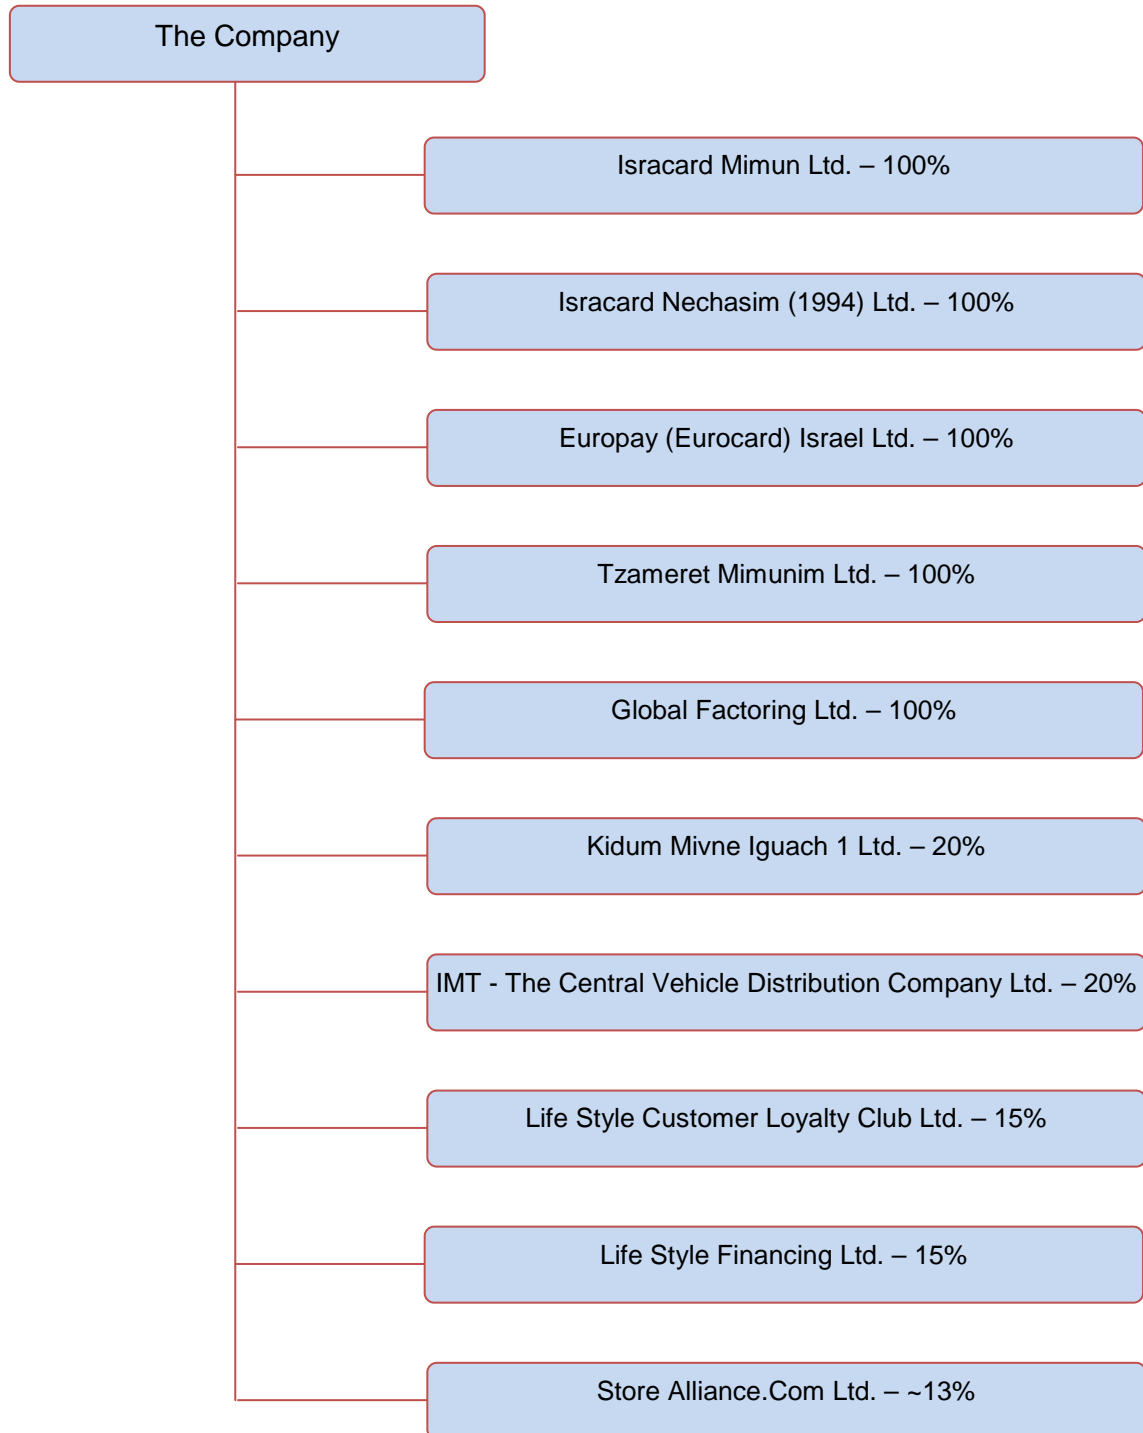 The Company
Isracard Mimun Ltd. – 100%
Isracard Nechasim (1994) Ltd. – 100%
Europay (Eurocard) Israel Ltd. – 100%
Tzameret Mimunim Ltd. – 100%
Global Factoring Ltd. – 100%
Kidum Mivne Iguach 1 Ltd. – 20%
IMT - The Central Vehicle Distribution Company Ltd. – 20%
Life Style Customer Loyalty Club Ltd. – 15%
Life Style Financing Ltd. – 15%
Store Alliance.Com Ltd. – ~13%